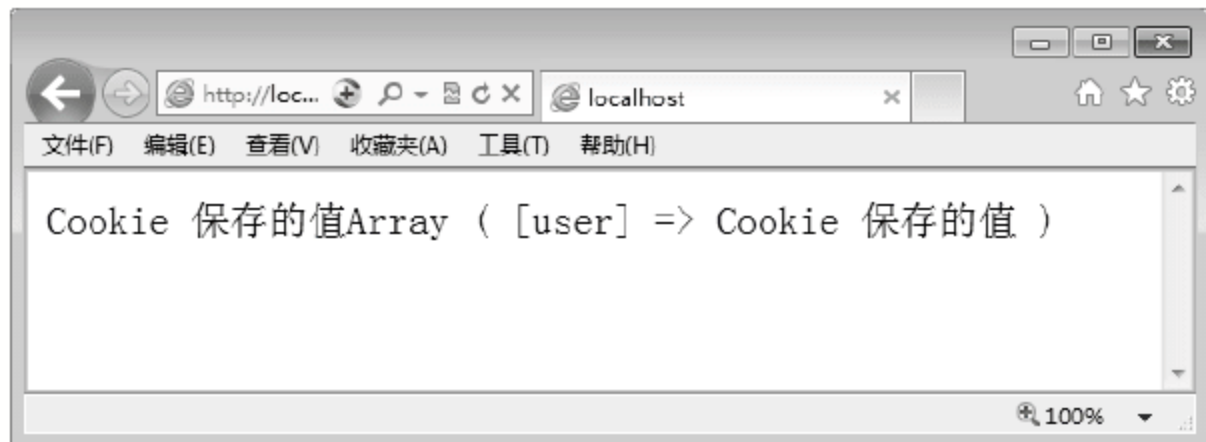 http://loc...
localhost
文件(F) 编辑(E) 查看(V) 收藏夹(A) 工具(T) 帮助(H)
Cookie 保存的值Array ( [user] => Cookie 保存的值 )
100%